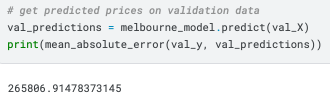 # get predicted prices on validation data
val_predictions = melbourne_model.predict(val_X)
print(mean_absolute_error(val_y, val_predictions))
265806.91478373145